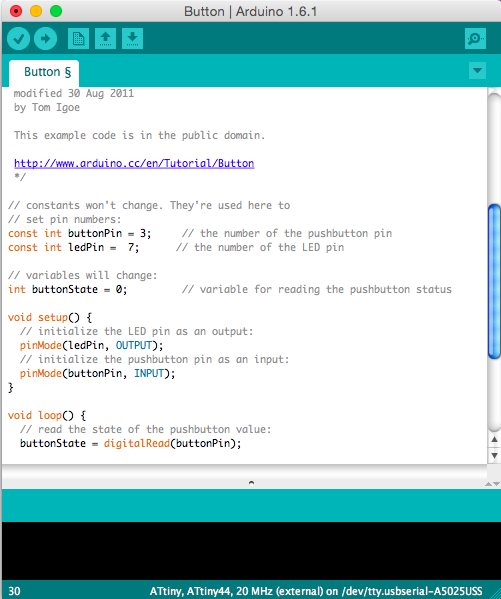 Button | Arduino 1.6.1
Button §
modified 30 Aug 2011
by Tom Igoe
This example code is in the public domain.
http://www.arduino.cc/en/Tutorial/Button
*/
// constants won't change. They're used here to
// set pin numbers:
const int buttonPin = 3;     // the number of the pushbutton pin
const int ledPin =  7;      // the number of the LED pin
// variables will change:
int buttonState = 0;         // variable for reading the pushbutton status
void setup() {
  // initialize the LED pin as an output:
  pinMode(ledPin, OUTPUT);
  // initialize the pushbutton pin as an input:
  pinMode(buttonPin, INPUT);
}
void loop() {
  // read the state of the pushbutton value:
  buttonState = digitalRead(buttonPin);
30 ATtiny, ATtiny44, 20 MHz (external) on /dev/tty.usbserial-A5025USS